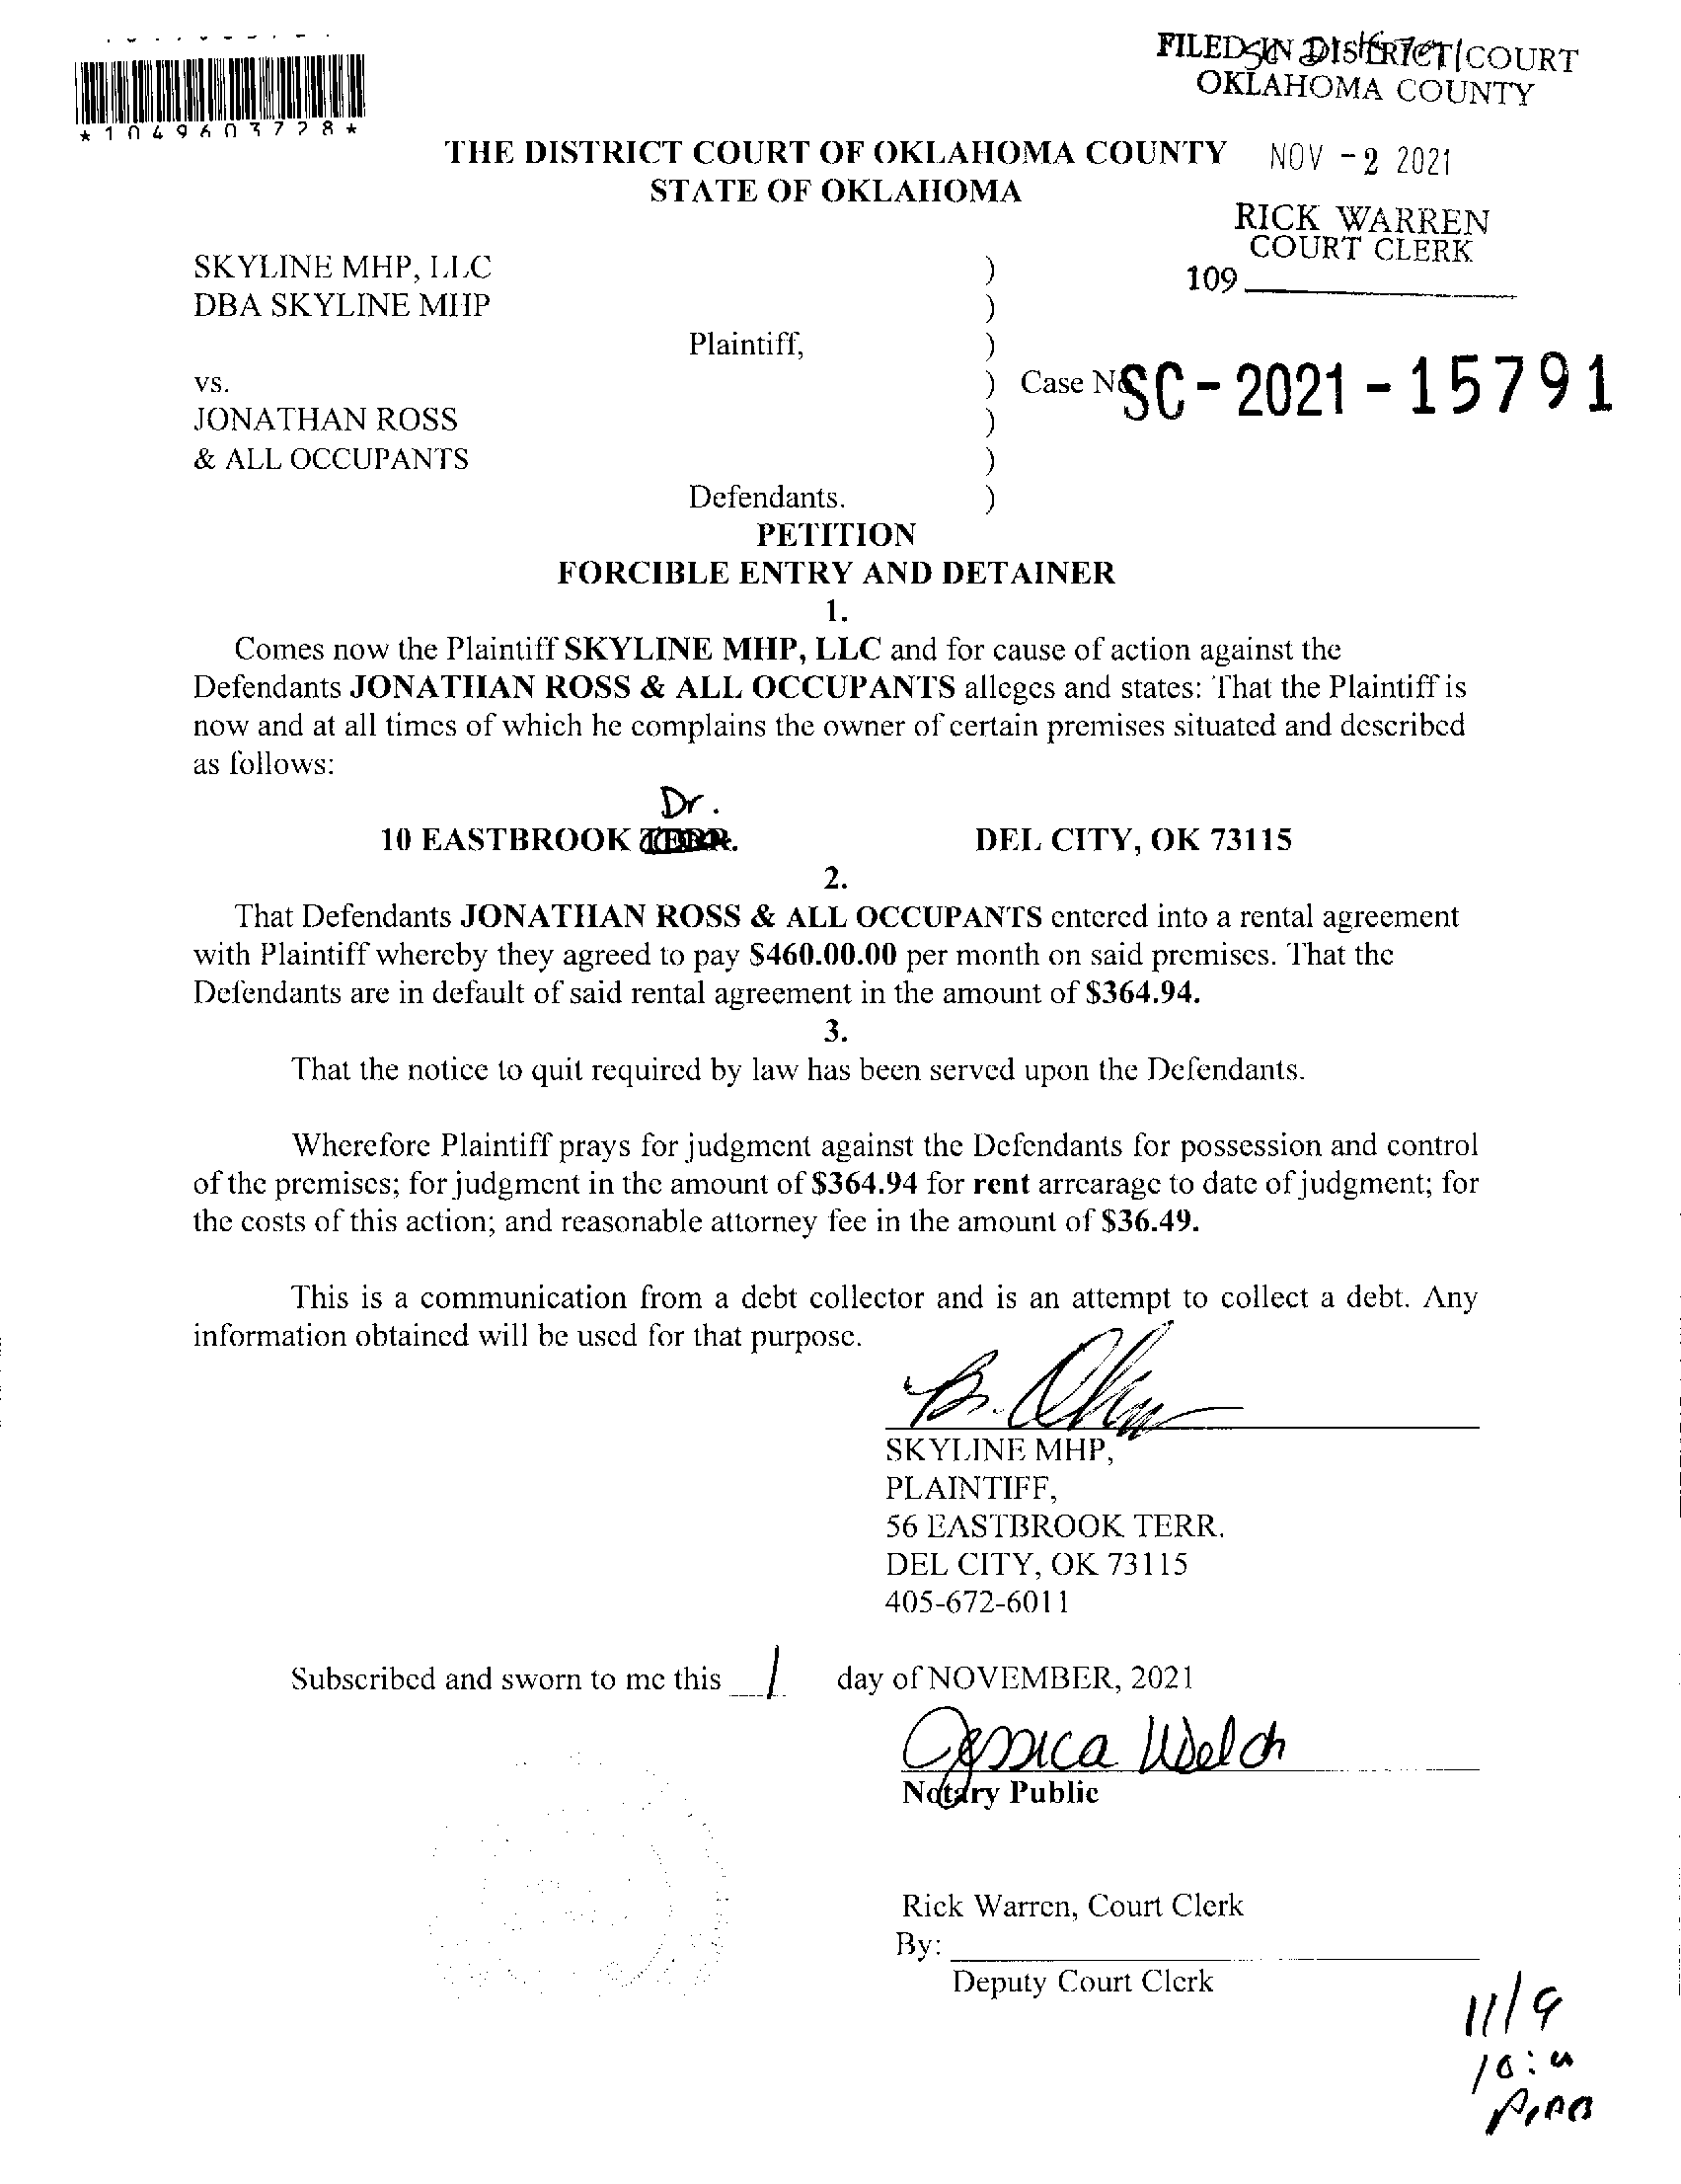 FILED IN DISTRICT COURT
OKLAHOMA COUNTY
*1049603728*
THE DISTRICT COURT OF OKLAHOMA COUNTY
NOV - 2 2021
STATE OF OKLAHOMA
RICK WARREN
COURT CLERK
109
SKYLINE MHP, LLC )
DBA SKYLINE MHP )
Plaintiff, )
vs. ) Case No SC - 2021 - 15791
JONATHAN ROSS )
& ALL OCCUPANTS )
Defendants. )
PETITION
FORCIBLE ENTRY AND DETAINER
1.
Comes now the Plaintiff SKYLINE MHP, LLC and for cause of action against the
Defendants JONATHAN ROSS & ALL OCCUPANTS alleges and states: That the Plaintiff is
now and at all times of which he complains the owner of certain premises situated and described
as follows:
Dr.
10 EASTBROOK TERR. DEL CITY, OK 73115
2.
That Defendants JONATHAN ROSS & ALL OCCUPANTS entered into a rental agreement
with Plaintiff whereby they agreed to pay $460.00.00 per month on said premises. That the
Defendants are in default of said rental agreement in the amount of $364.94.
3.
That the notice to quit required by law has been served upon the Defendants.
Wherefore Plaintiff prays for judgment against the Defendants for possession and control
of the premises; for judgment in the amount of $364.94 for rent arrearage to date of judgment; for
the costs of this action; and reasonable attorney fee in the amount of $36.49.
This is a communication from a debt collector and is an attempt to collect a debt. Any
information obtained will be used for that purpose.
SKYLINE MHP,
PLAINTIFF,
56 EASTBROOK TERR.
DEL CITY, OK 73115
405-672-6011
Subscribed and sworn to me this 1 day of NOVEMBER, 2021
Jessica Welch
Notary Public
Rick Warren, Court Clerk
By:
Deputy Court Clerk
11/9